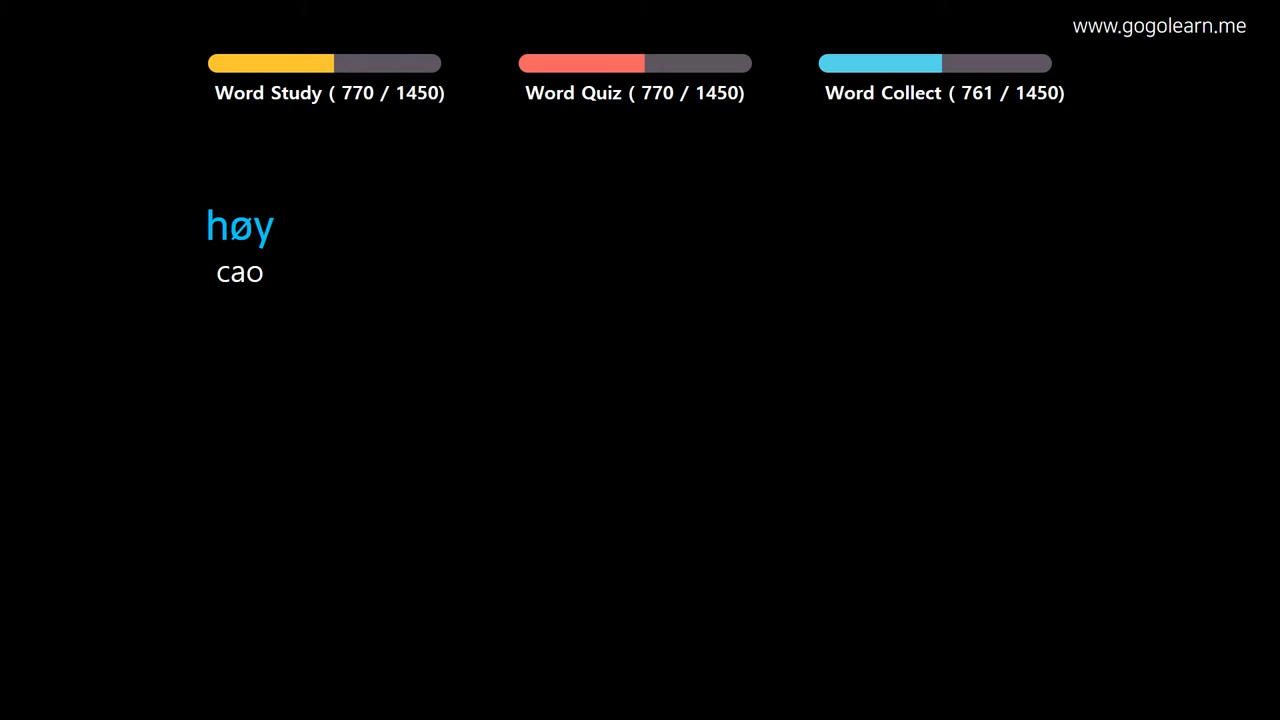 www.gogolearn.me
Word Study ( 770 / 1450)
Word Quiz ( 770 / 1450)
Word Collect ( 761 / 1450)
høy
cao